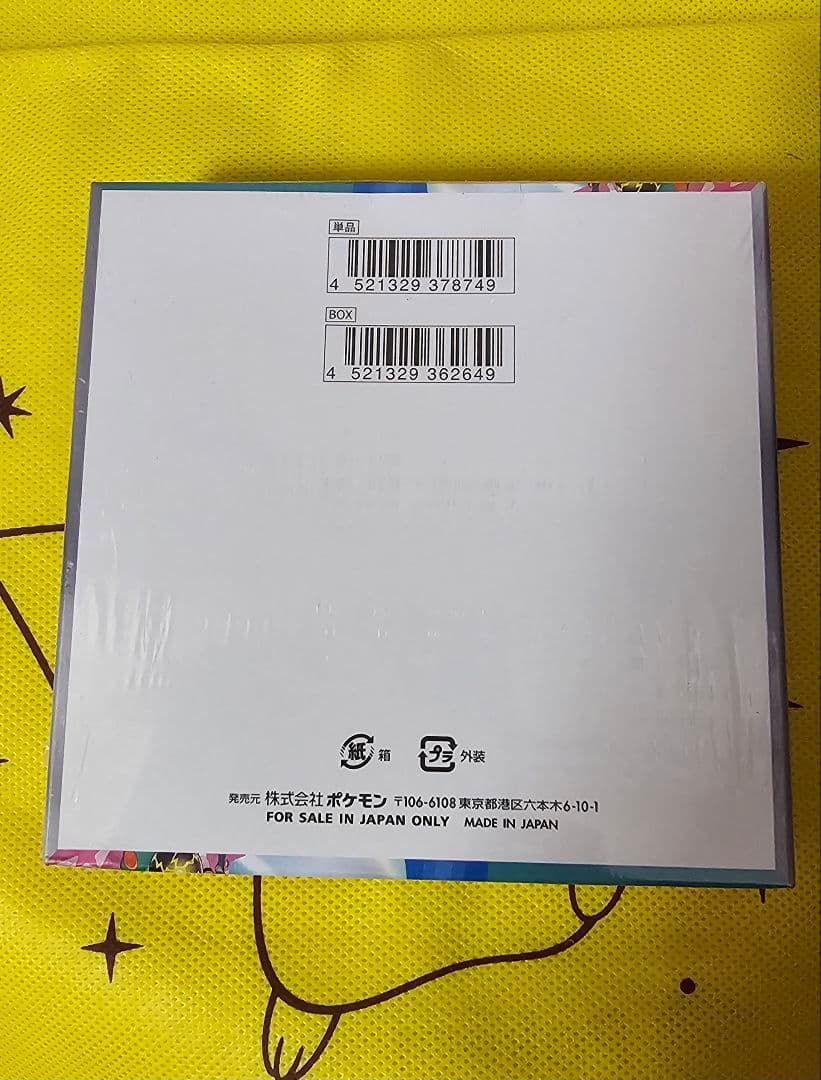 単品
4 521329 378749
BOX
4 521329 362649
紙 箱 プラ 外装
発売元 株式会社 ポケモン 〒106-6108 東京都港区六本木6-10-1
FOR SALE IN JAPAN ONLY MADE IN JAPAN